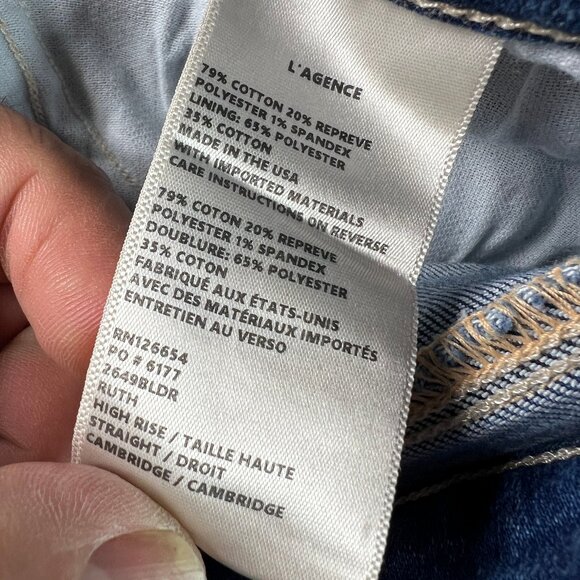 L'AGENCE
79% COTTON 20% REPREVE
POLYESTER 1% SPANDEX
LINING: 65% POLYESTER
35% COTTON
MADE IN THE USA
WITH IMPORTED MATERIALS
CARE INSTRUCTIONS ON REVERSE
79% COTON 20% REPREVE
POLYESTER 1% SPANDEX
DOUBLURE: 65% POLYESTER
35% COTON
FABRIQUÉ AUX ÉTATS-UNIS
AVEC DES MATÉRIAUX IMPORTÉS
ENTRETIEN AU VERSO
RN126654
PO # 6177
2649BLDR
RUTH
HIGH RISE / TAILLE HAUTE
STRAIGHT / DROIT
CAMBRIDGE / CAMBRIDGE